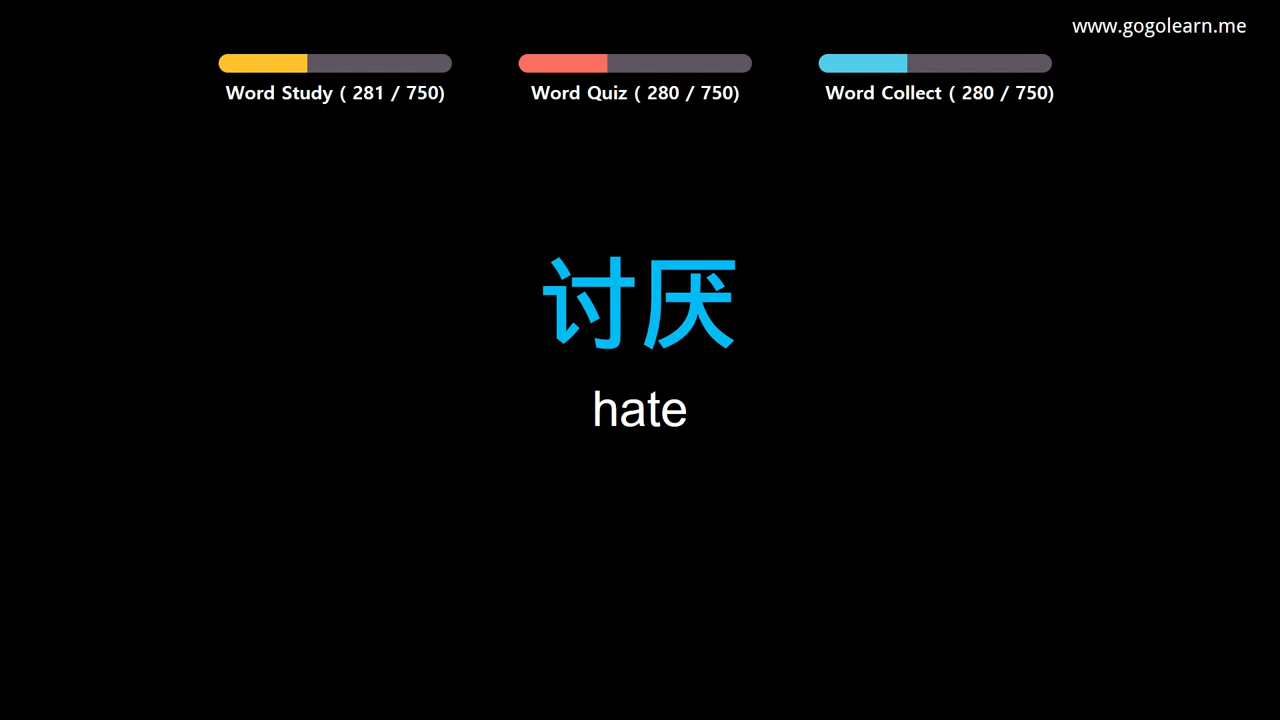 www.gogolearn.me
Word Study ( 281 / 750)
Word Quiz ( 280 / 750)
Word Collect ( 280 / 750)
讨厌
hate